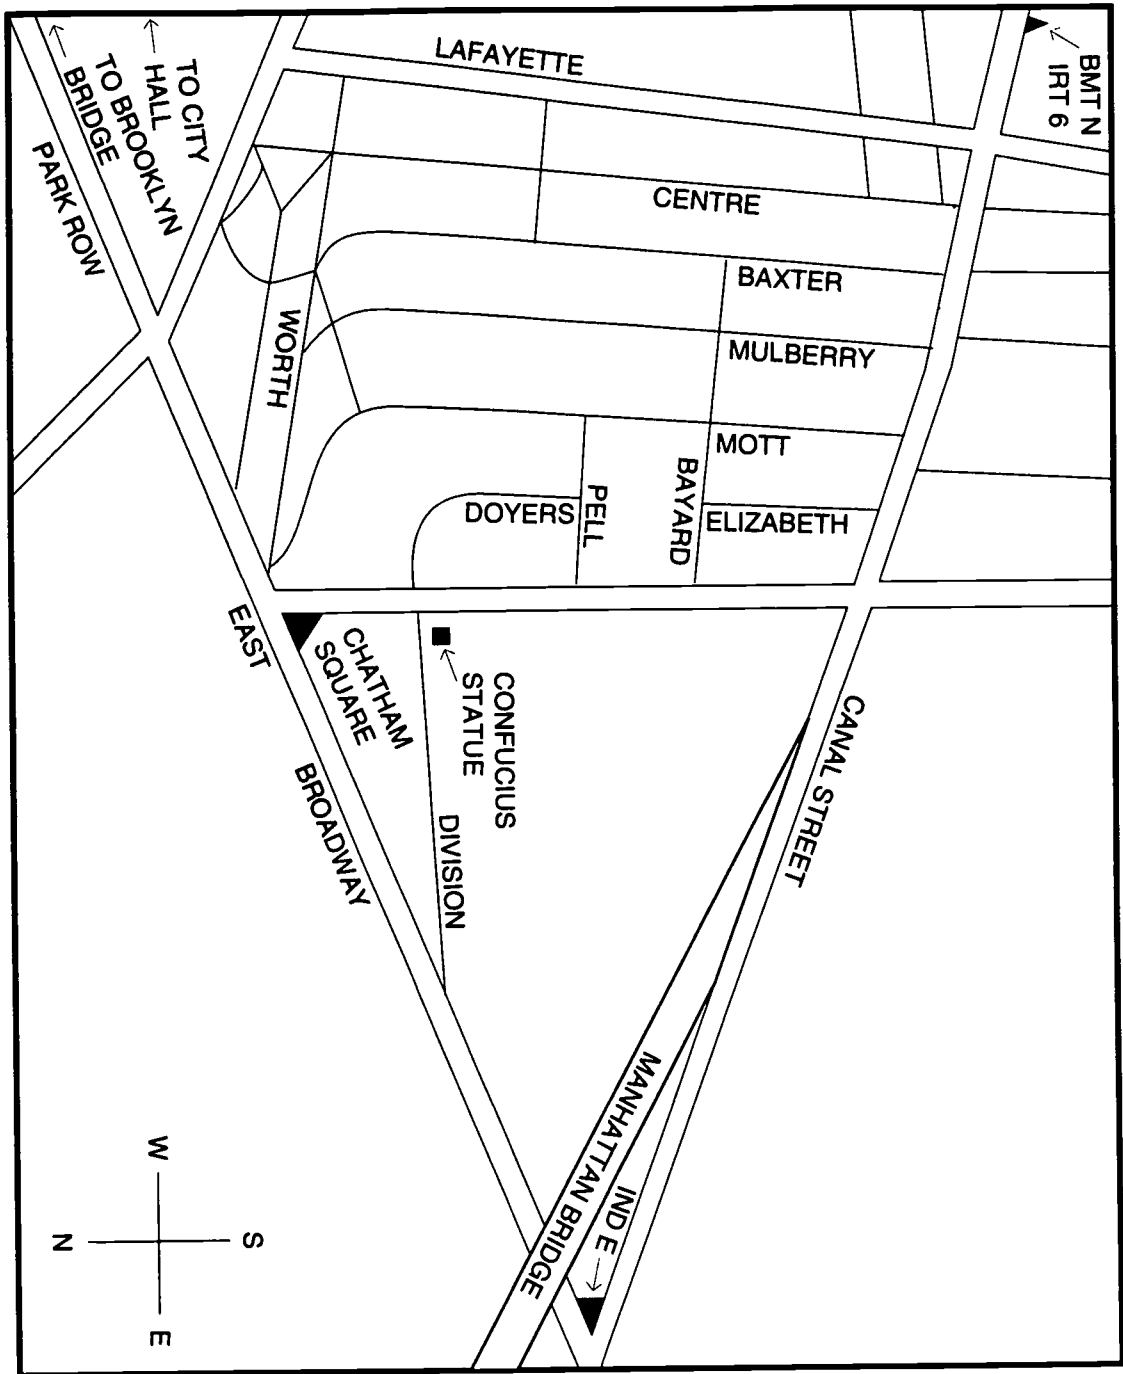 BMT N
IRT 6
LAFAYETTE
TO CITY
HALL
TO BROOKLYN
BRIDGE
PARK ROW
CENTRE
BAXTER
WORTH
MULBERRY
MOTT
BAYARD
PELL
DOYERS
ELIZABETH
EAST
BROADWAY
CHATHAM
SQUARE
CONFUCIUS
STATUE
DIVISION
CANAL STREET
MANHATTAN BRIDGE
IND E
W
N
S
E